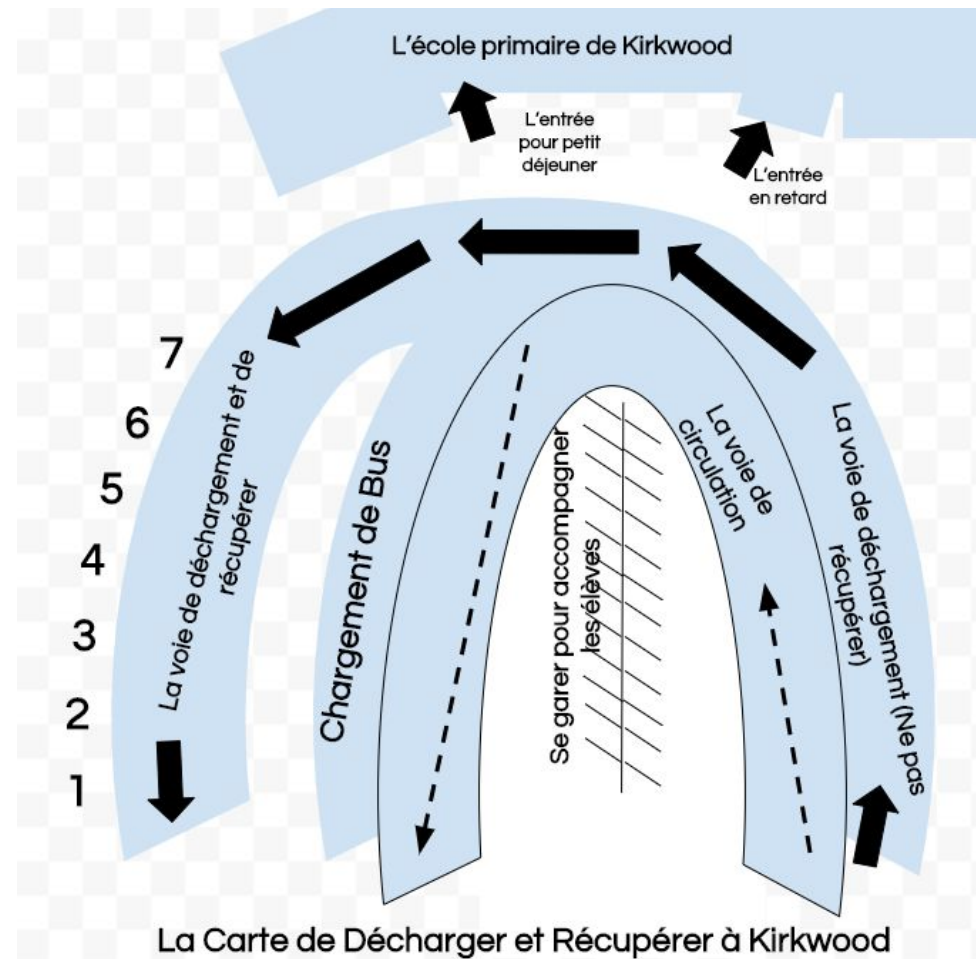 L'école primaire de Kirkwood
L'entrée
pour petit
déjeuner
L'entrée
en retard
7
6
5
4
3
2
1
La voie de déchargement et de
récupérer
Chargement de Bus
Se garer pour accompagner
lesélèves
La voie de
circulation
La voie de déchargement (Ne pas
récupérer)
La Carte de Décharger et Récupérer à Kirkwood